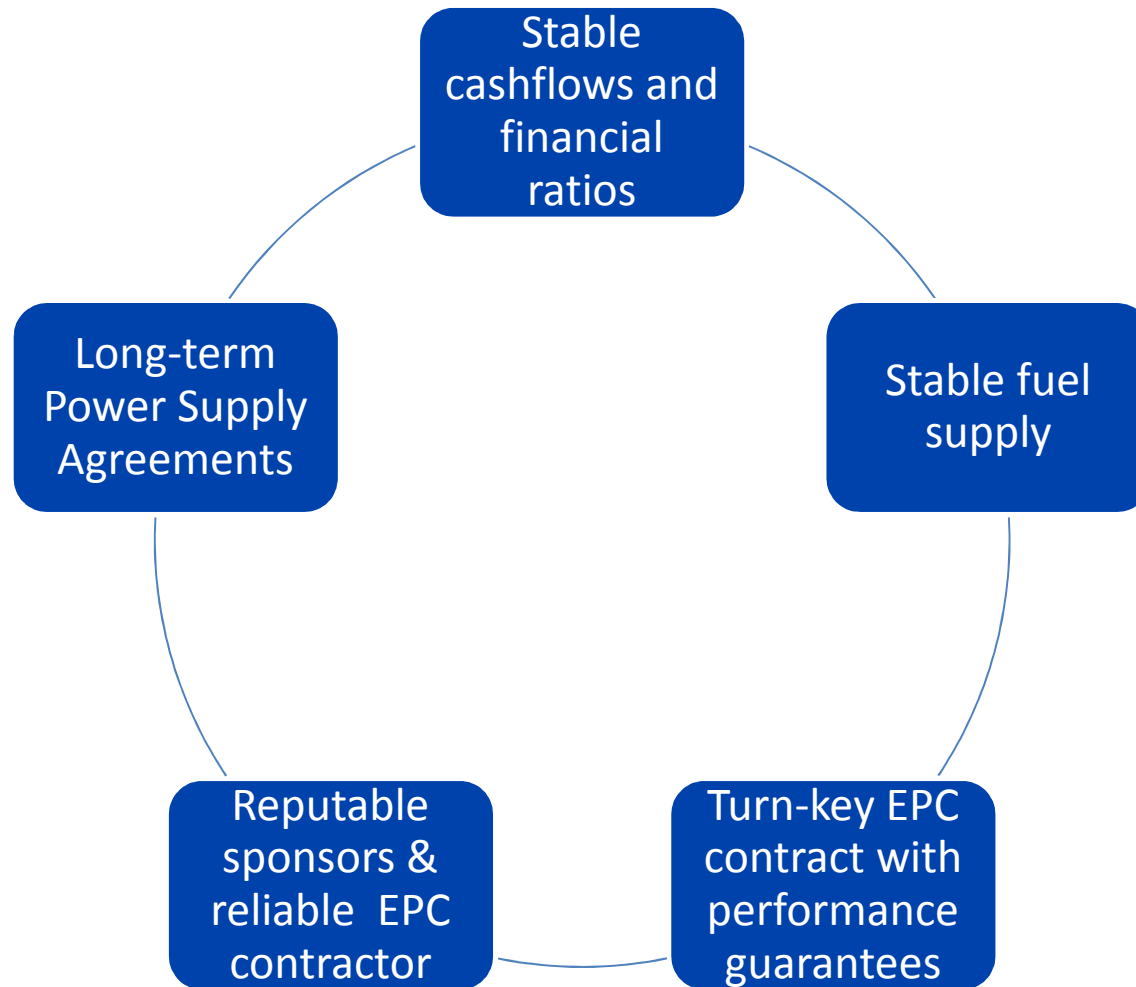 Stable
cashflows and
financial
ratios
Stable fuel
supply
Turn-key EPC
contract with
performance
guarantees
Reputable
sponsors &
reliable  EPC
contractor
Long-term
Power Supply
Agreements